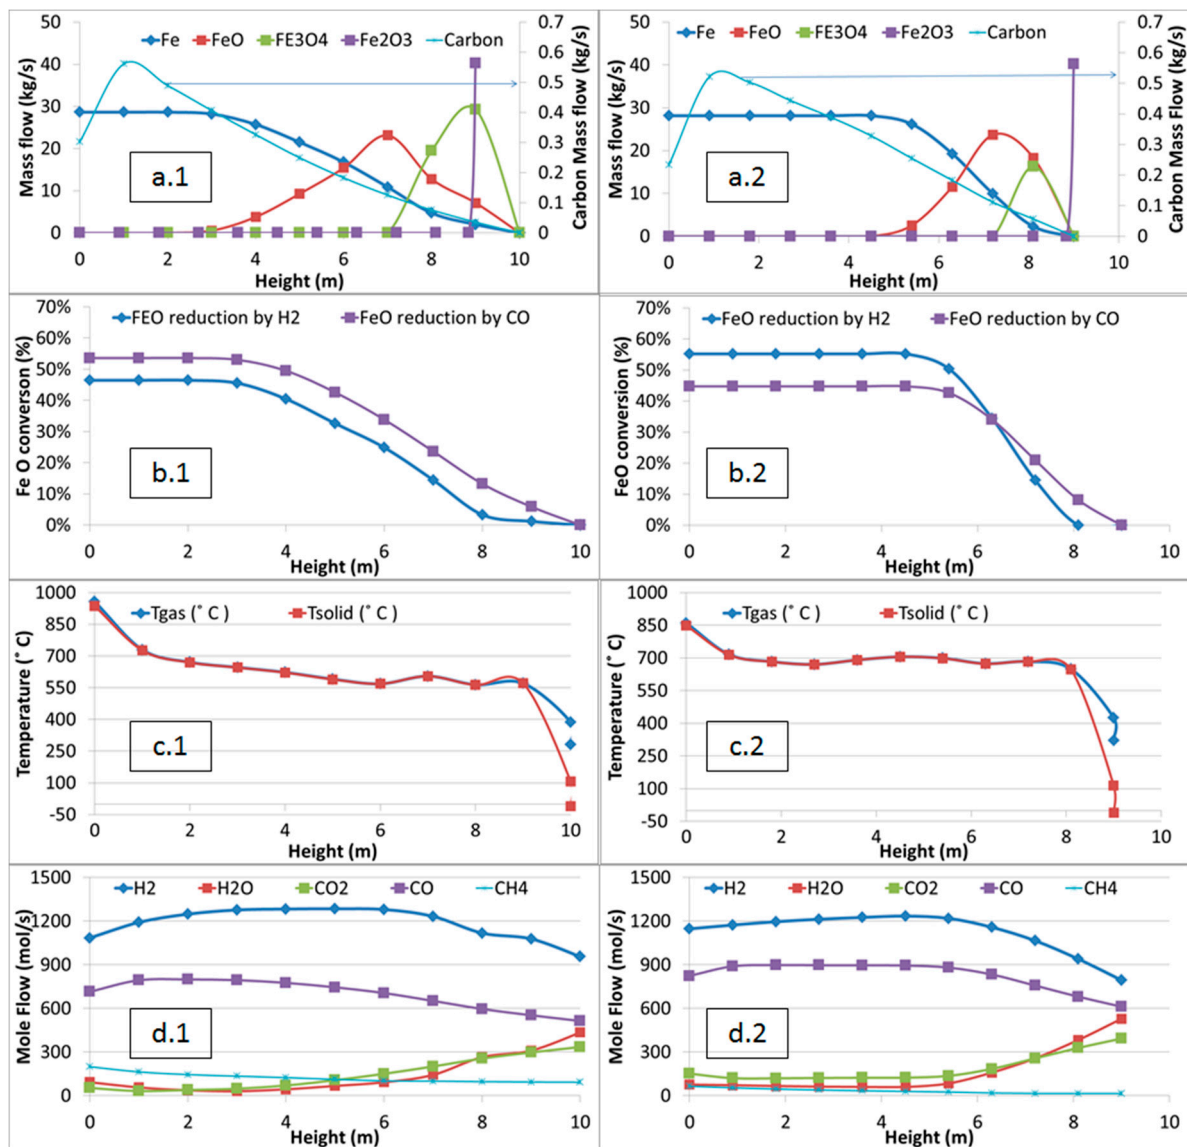 Fe FeO FE3O4 Fe2O3 Carbon
Mass flow (kg/s)
50
40
30
20
10
0
0.7
0.6
0.5
0.4
0.3
0.2
0.1
0
Carbon Mass flow (kg/s)
a.1
0 2 4 6 8 10
Height (m)
Fe FeO FE3O4 Fe2O3 Carbon
Mass flow (kg/s)
50
40
30
20
10
0
0.7
0.6
0.5
0.4
0.3
0.2
0.1
0
Carbon Mass flow (kg/s)
a.2
0 2 4 6 8 10
Height (m)
FEO reduction by H2 FeO reduction by CO
Fe O conversion (%)
70%
60%
50%
40%
30%
20%
10%
0%
b.1
0 2 4 6 8 10
Height (m)
FeO reduction by H2 FeO reduction by CO
FeO conversion (%)
70%
60%
50%
40%
30%
20%
10%
0%
b.2
0 2 4 6 8 10
Height (m)
Tgas (˚ C ) Tsolid (˚ C )
Temperature (˚ C)
1000
850
700
550
400
250
100
-50
c.1
0 2 4 6 8 10
Height (m)
Tgas (˚ C ) Tsolid (˚ C )
Temperature (˚ C)
1000
850
700
550
400
250
100
-50
c.2
0 2 4 6 8 10
Height (m)
H2 H2O CO2 CO CH4
Mole Flow (mol/s)
1500
1200
900
600
300
0
d.1
0 2 4 6 8 10
Height (m)
H2 H2O CO2 CO CH4
Mole Flow (mol/s)
1500
1200
900
600
300
0
d.2
0 2 4 6 8 10
Height (m)